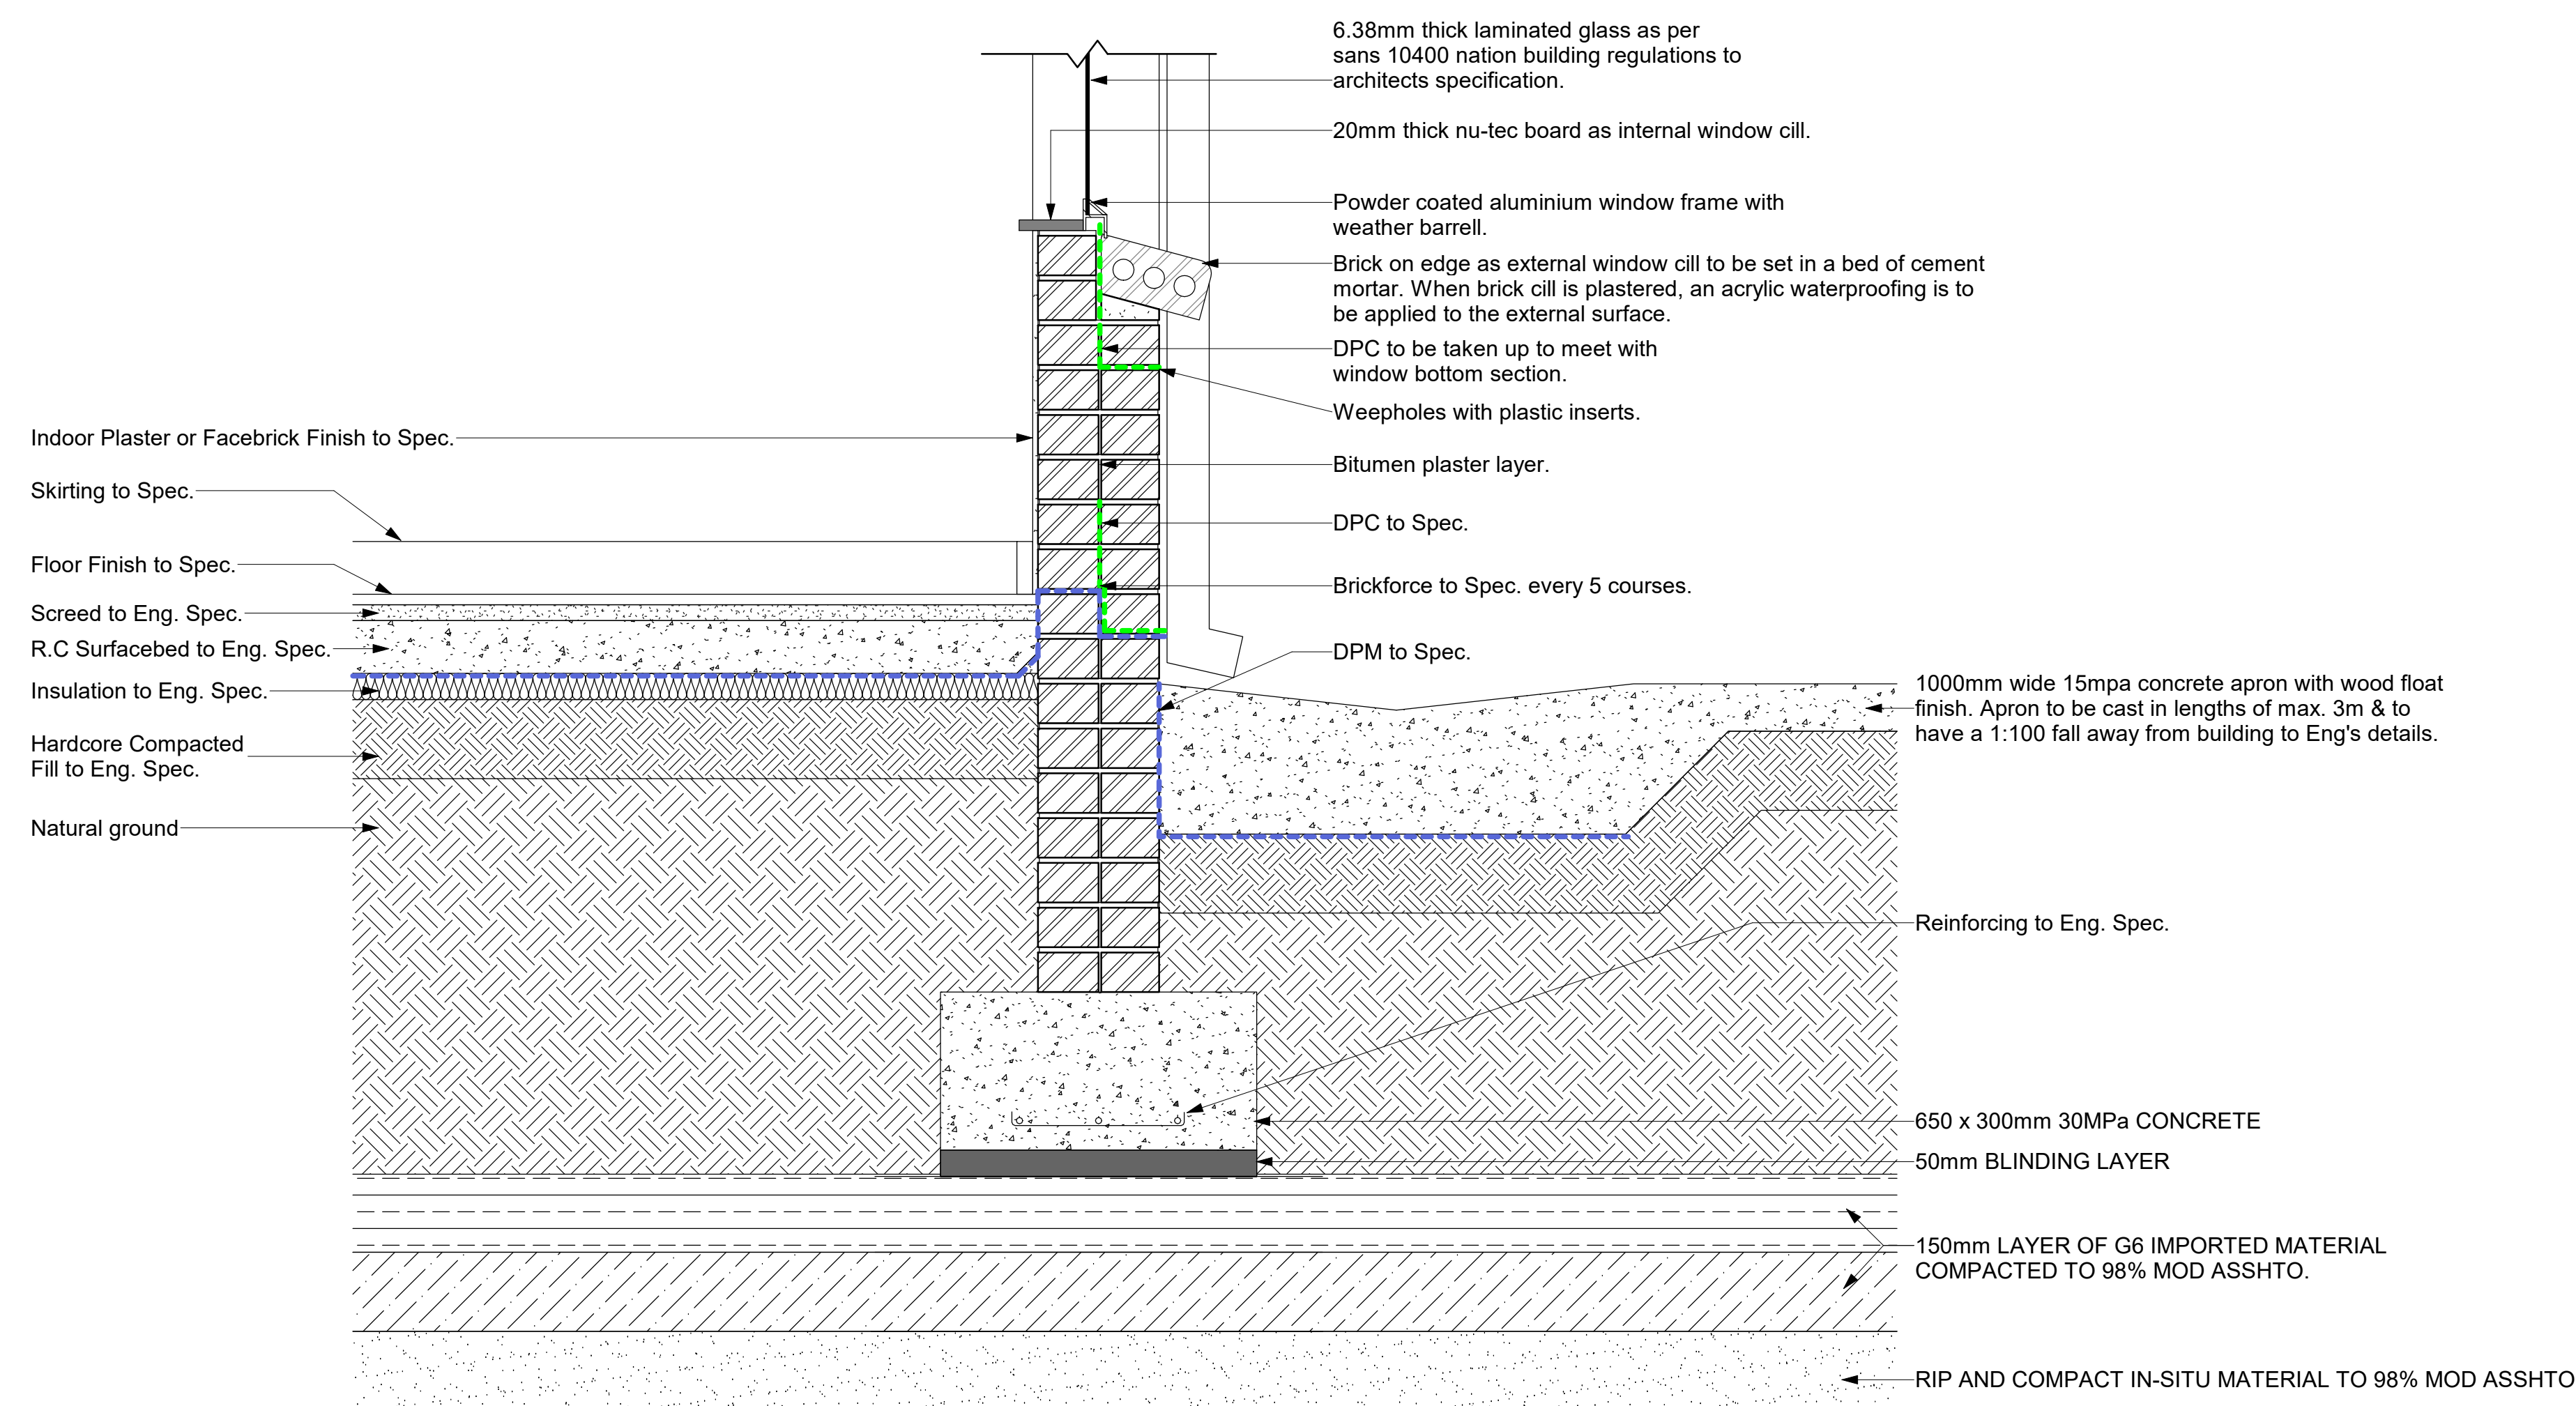 6.38mm thick laminated glass as per
sans 10400 nation building regulations to
architects specification.
20mm thick nu-tec board as internal window cill.
Powder coated aluminium window frame with
weather barrell.
Brick on edge as external window cill to be set in a bed of cement
mortar. When brick cill is plastered, an acrylic waterproofing is to
be applied to the external surface.
DPC to be taken up to meet with
window bottom section.
Weepholes with plastic inserts.
Bitumen plaster layer.
DPC to Spec.
Brickforce to Spec. every 5 courses.
DPM to Spec.
Indoor Plaster or Facebrick Finish to Spec.
Skirting to Spec.
Floor Finish to Spec.
Screed to Eng. Spec.
R.C Surfacebed to Eng. Spec.
Insulation to Eng. Spec.
Hardcore Compacted
Fill to Eng. Spec.
Natural ground
1000mm wide 15mpa concrete apron with wood float
finish. Apron to be cast in lengths of max. 3m & to
have a 1:100 fall away from building to Eng's details.
Reinforcing to Eng. Spec.
650 x 300mm 30MPa CONCRETE
50mm BLINDING LAYER
150mm LAYER OF G6 IMPORTED MATERIAL
COMPACTED TO 98% MOD ASSHTO.
RIP AND COMPACT IN-SITU MATERIAL TO 98% MOD ASSHTO